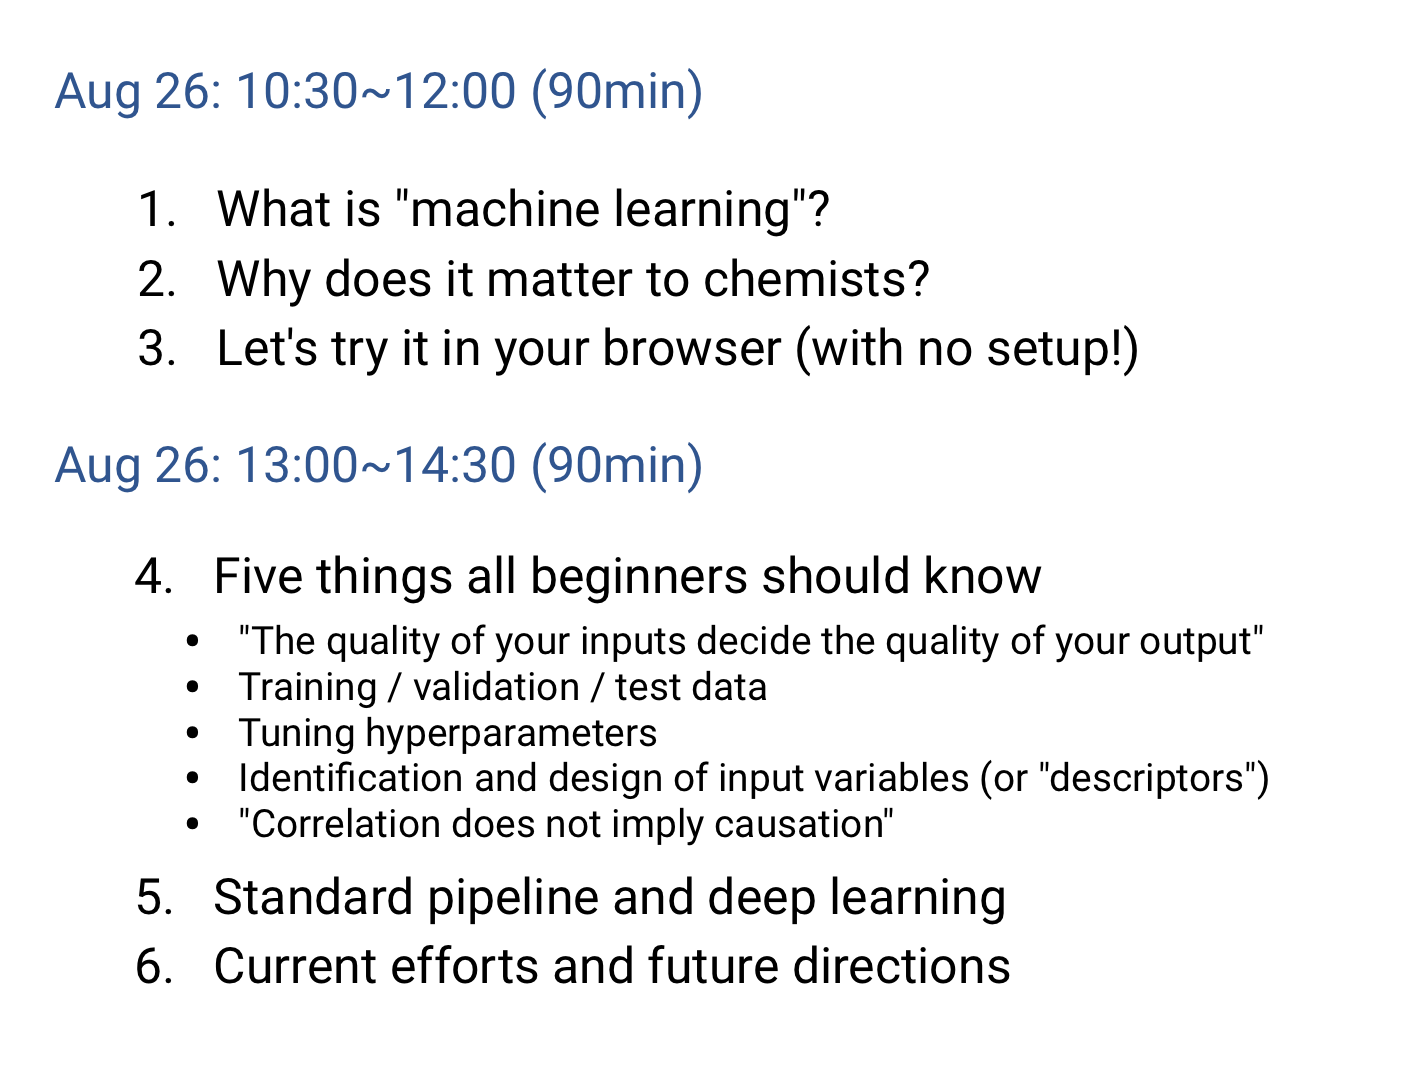 Aug 26: 10:30~12:00 (90min)
1. What is "machine learning"?
2. Why does it matter to chemists?
3. Let's try it in your browser (with no setup!)
Aug 26: 13:00~14:30 (90min)
4. Five things all beginners should know
• "The quality of your inputs decide the quality of your output"
• Training / validation / test data
• Tuning hyperparameters
• Identification and design of input variables (or "descriptors")
• "Correlation does not imply causation"
5. Standard pipeline and deep learning
6. Current efforts and future directions